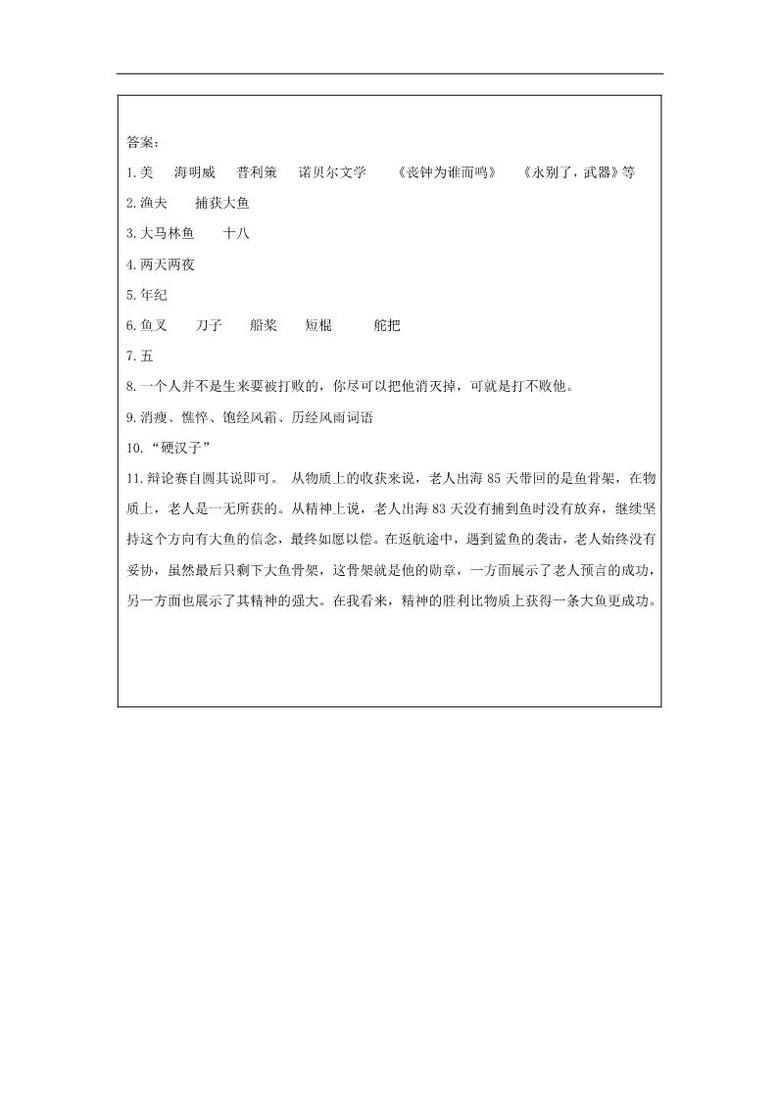 答案：
1.美 海明威 普利策 诺贝尔文学 《丧钟为谁而鸣》 《永别了，武器》等
2.渔夫 捕获大鱼
3.大马林鱼 十八
4.两天两夜
5.年纪
6.鱼叉 刀子 船桨 短棍 舵把
7.五
8.一个人并不是生来要被打败的，你尽可以把他消灭掉，可就是打不败他。
9.消瘦、憔悴、饱经风霜、历经风雨词语
10.“硬汉子”
11.辩论赛自圆其说即可。 从物质上的收获来说，老人出海 85 天带回的是鱼骨架，在物
质上，老人是一无所获的。从精神上说，老人出海 83 天没有捕到鱼时没有放弃，继续坚
持这个方向有大鱼的信念，最终如愿以偿。在返航途中，遇到鲨鱼的袭击，老人始终没有
妥协，虽然最后只剩下大鱼骨架，这骨架就是他的勋章，一方面展示了老人预言的成功，
另一方面也展示了其精神的强大。在我看来，精神的胜利比物质上获得一条大鱼更成功。